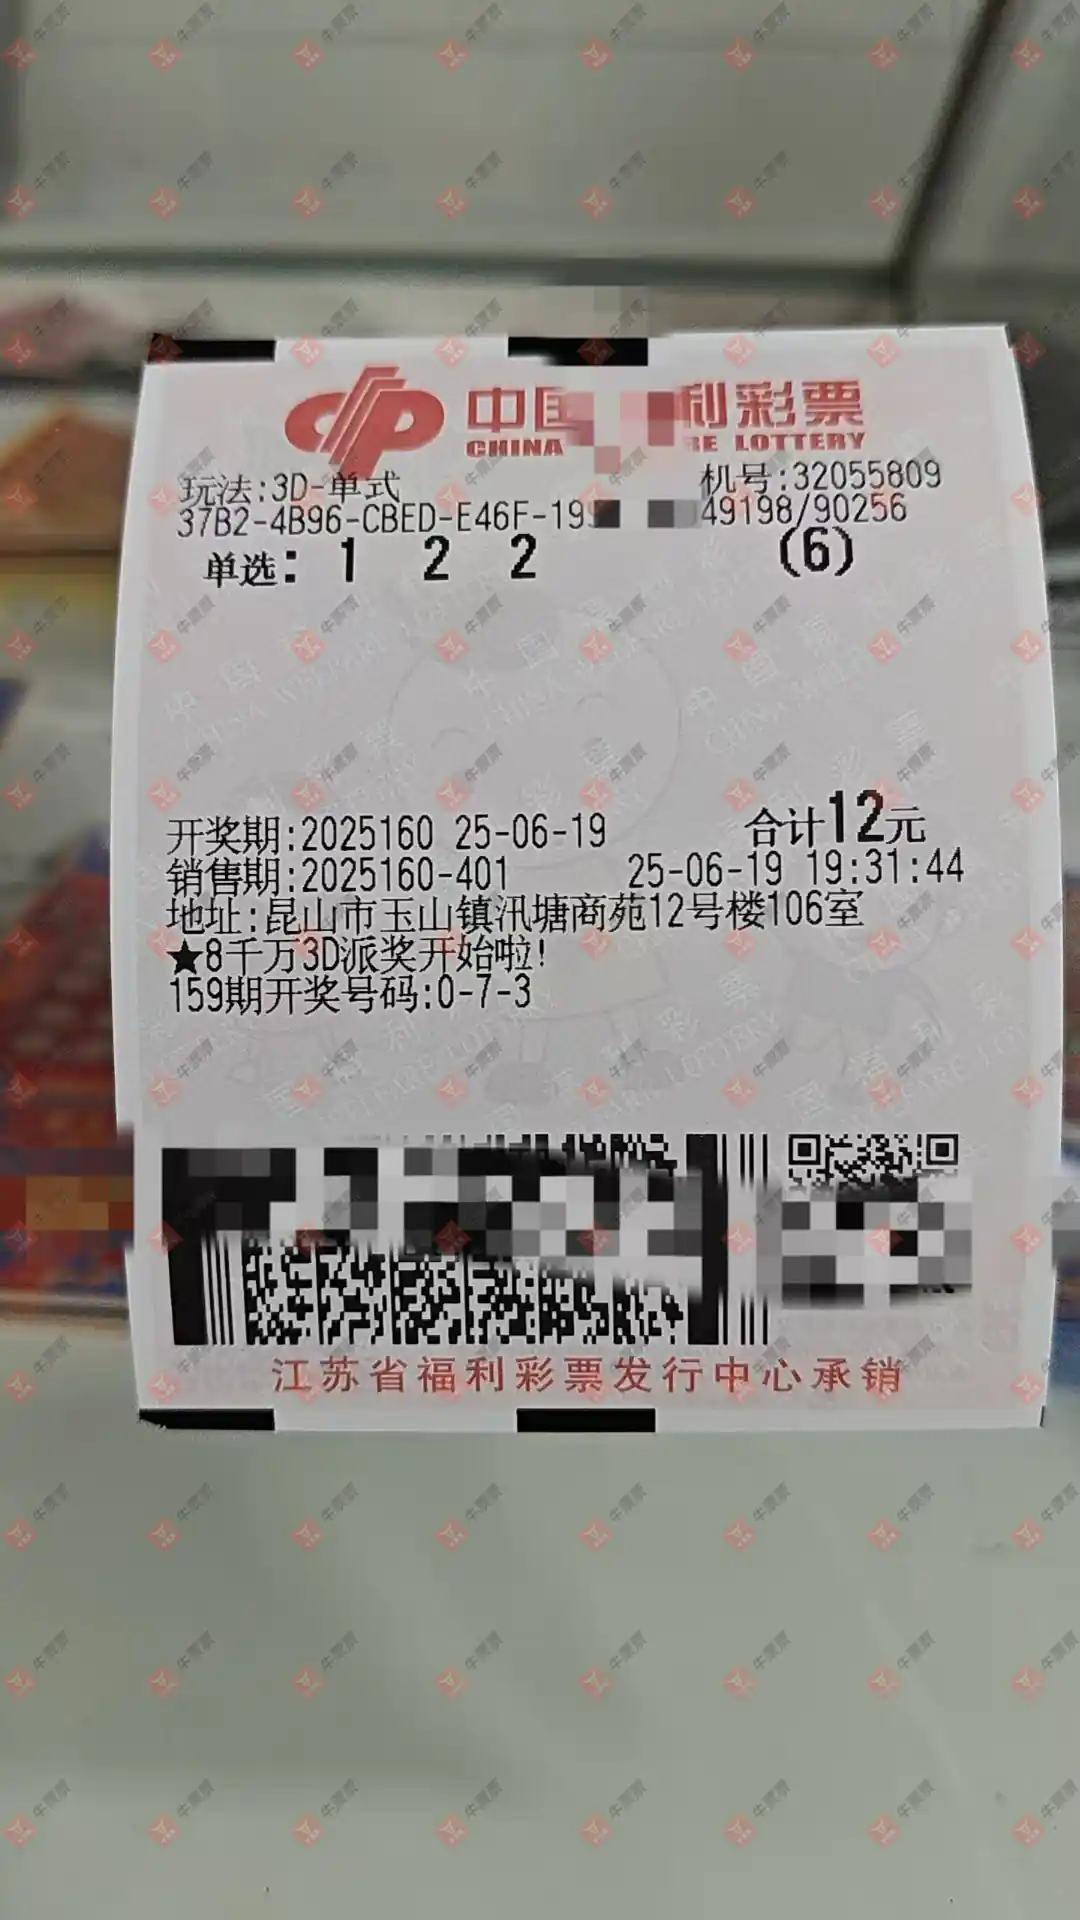 中国 利彩票
CHINA RE LOTTERY
玩法:3D-单式 机号:32055809
37B2-4B96-CBED-E46F-19 49198/90256
单选: 1 2 2 (6)
开奖期:2025160 25-06-19 合计12元
销售期:2025160-401 25-06-19 19:31:44
地址:昆山市玉山镇汛塘商苑12号楼106室
★8千万3D派奖开始啦!
159期开奖号码:0-7-3
江苏省福利彩票发行中心承销